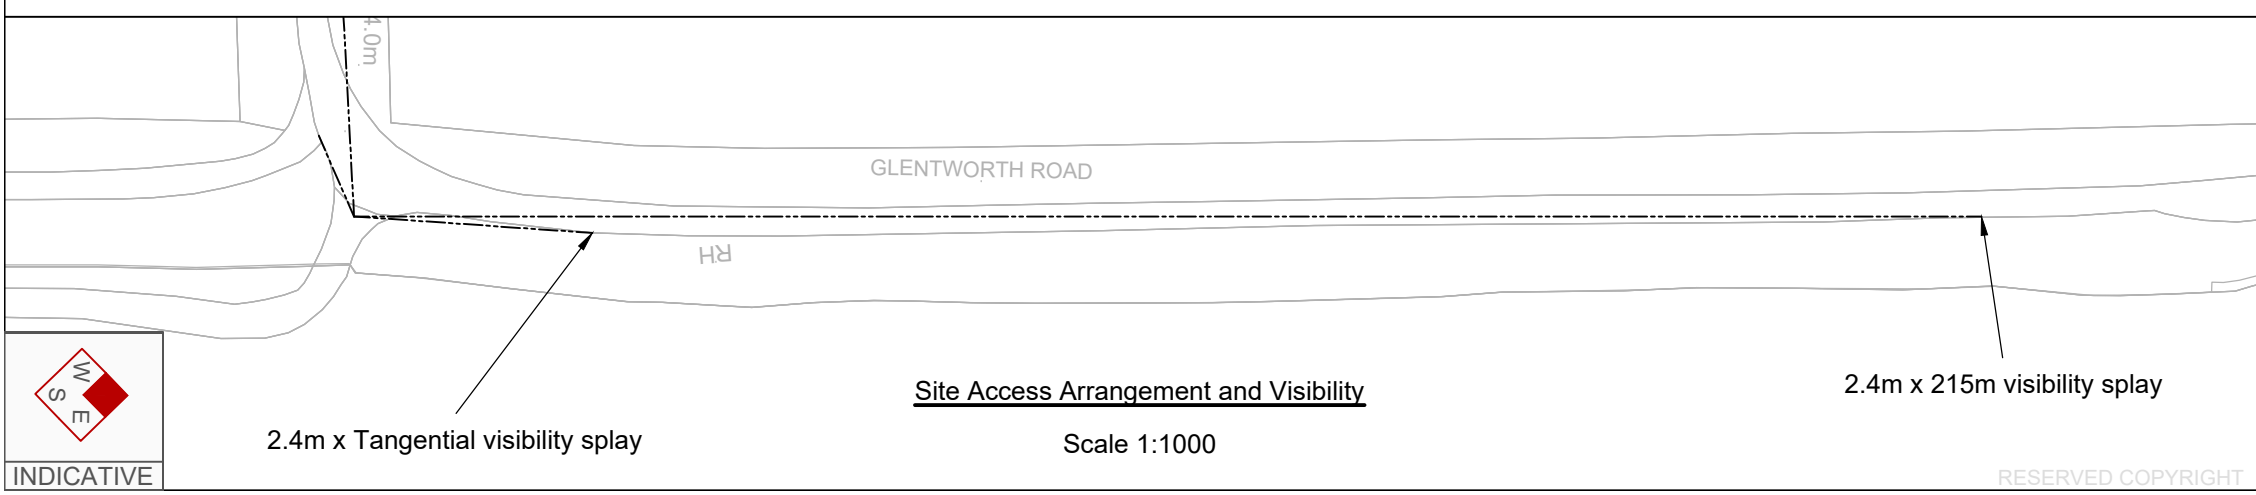 4.0m
GLENTWORTH ROAD
RH
W
S
E
INDICATIVE
2.4m x Tangential visibility splay
Site Access Arrangement and Visibility
Scale 1:1000
2.4m x 215m visibility splay
RESERVED COPYRIGHT